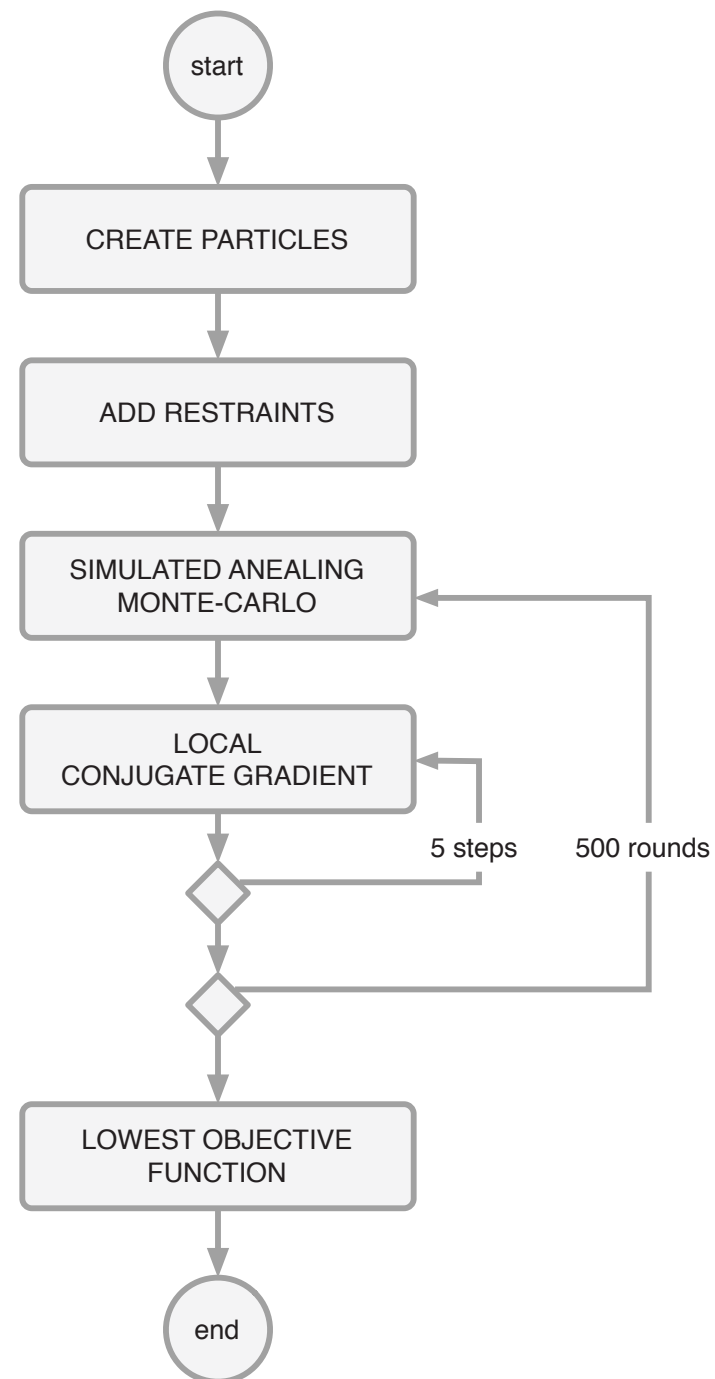 start
CREATE PARTICLES
ADD RESTRAINTS
SIMULATED ANEALING
MONTE-CARLO
LOCAL
CONJUGATE GRADIENT
5 steps
500 rounds
LOWEST OBJECTIVE
FUNCTION
end